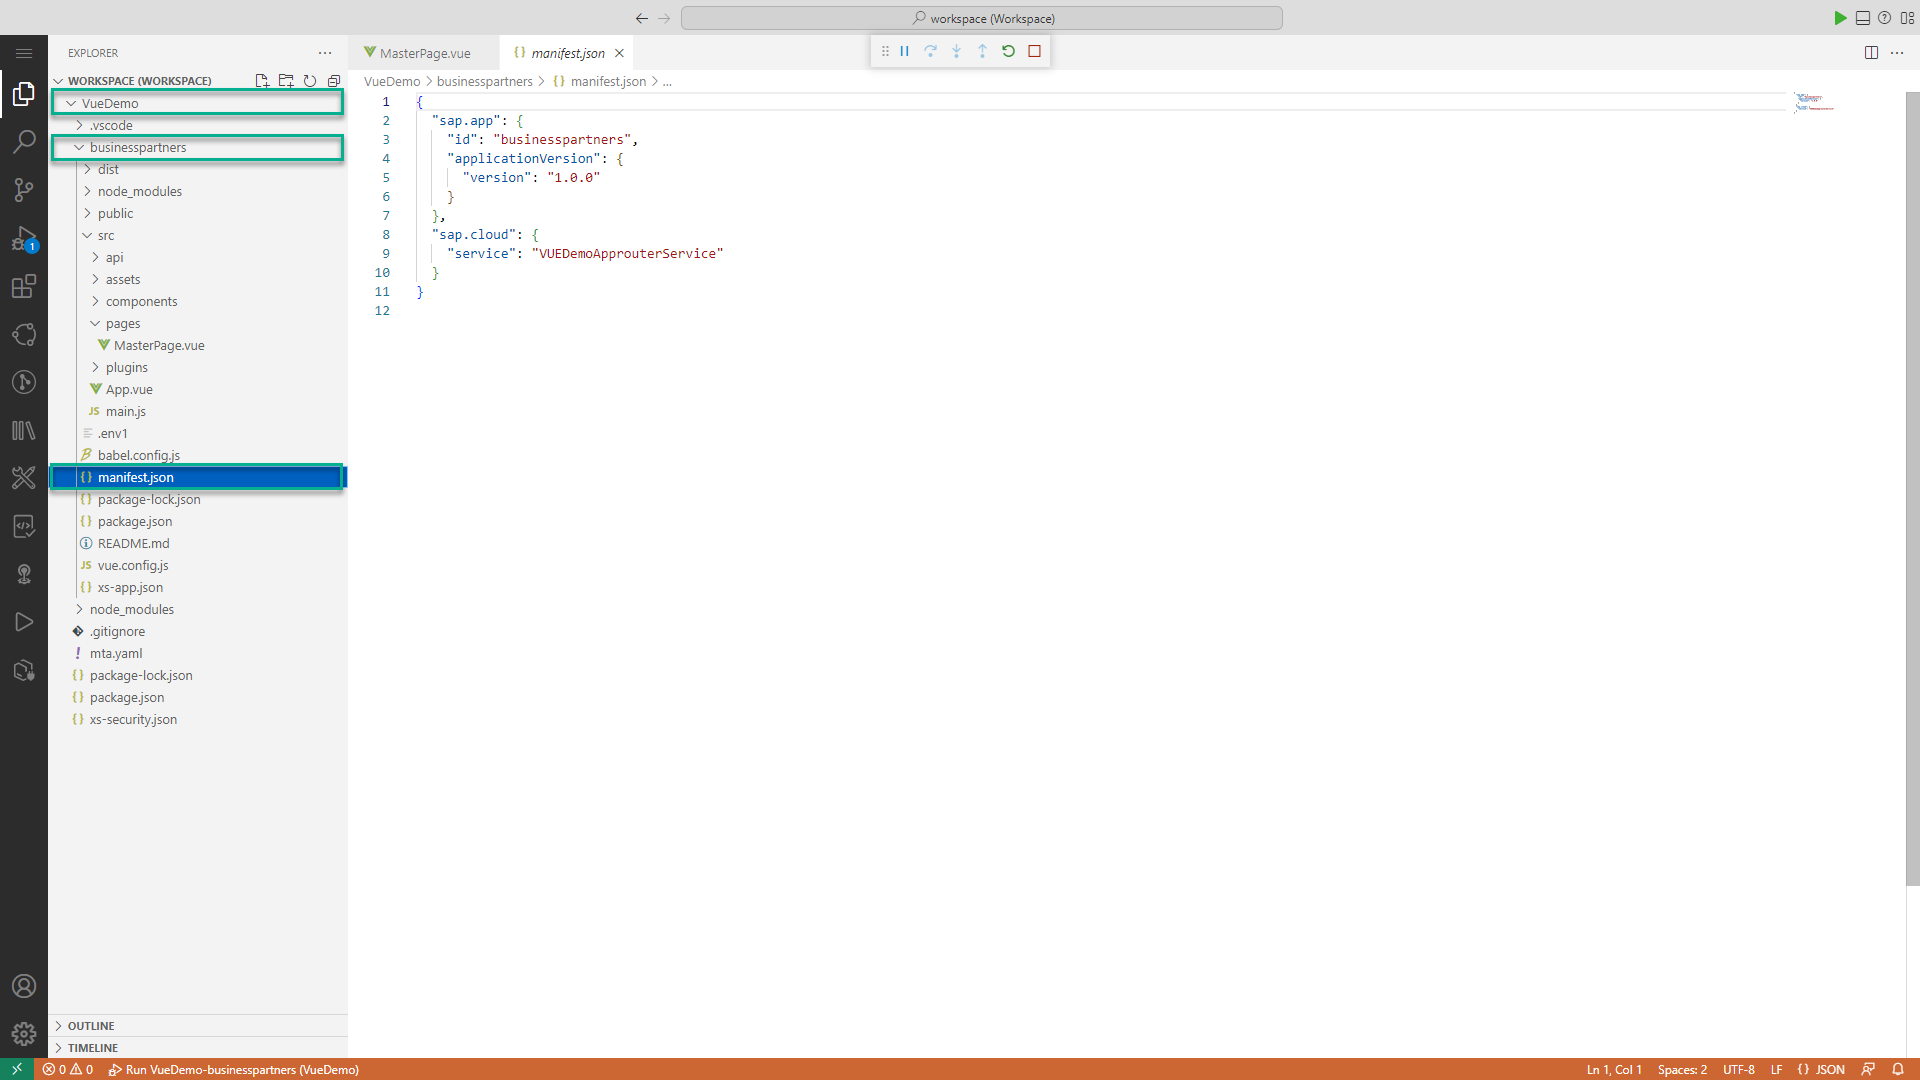 workspace (Workspace)
EXPLORER
WORKSPACE (WORKSPACE)
VueDemo
.vscode
businesspartners
dist
node_modules
public
src
api
assets
components
pages
MasterPage.vue
plugins
App.vue
JS main.js
.env1
babel.config.js
{} manifest.json
{} package-lock.json
{} package.json
README.md
JS vue.config.js
{} xs-app.json
node_modules
.gitignore
! mta.yaml
{} package-lock.json
{} package.json
{} xs-security.json
OUTLINE
TIMELINE
1
MasterPage.vue
{} manifest.json
VueDemo > businesspartners > {} manifest.json > ...
1 {
2 "sap.app": {
3 "id": "businesspartners",
4 "applicationVersion": {
5 "version": "1.0.0"
6 }
7 },
8 "sap.cloud": {
9 "service": "VUEDemoApprouterService"
10 }
11 }
12
0 0 Run VueDemo-businesspartners (VueDemo)
Ln 1, Col 1 Spaces: 2 UTF-8 LF {} JSON